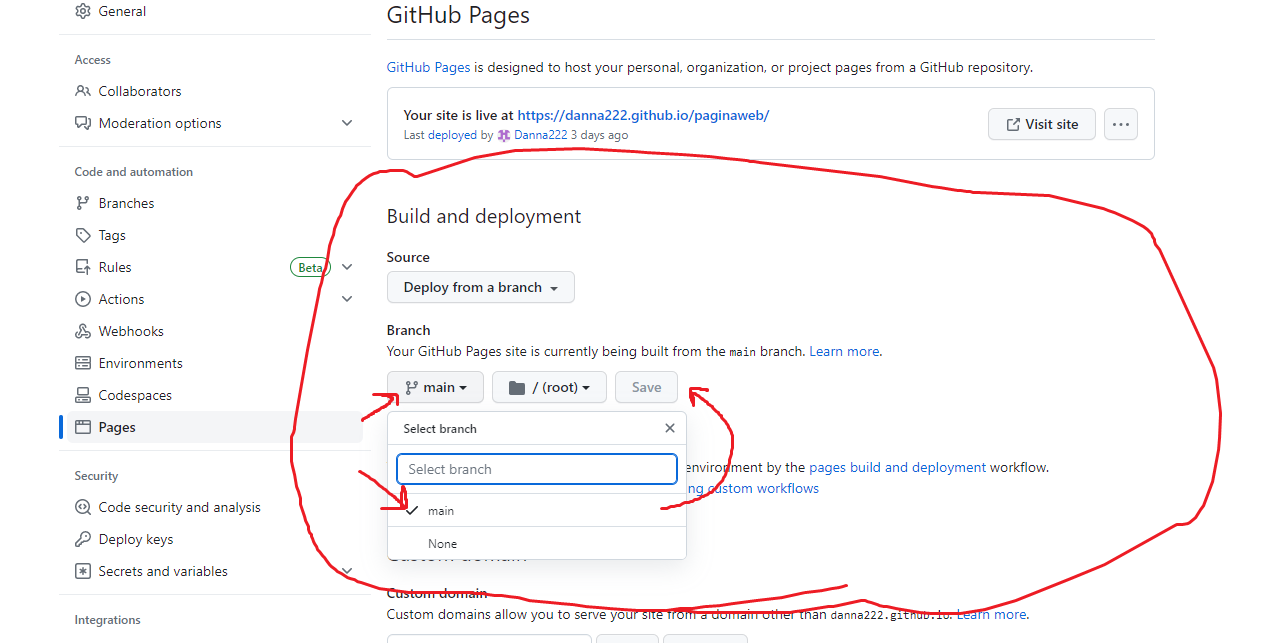 General
Access
Collaborators
Moderation options
Code and automation
Branches
Tags
Rules Beta
Actions
Webhooks
Environments
Codespaces
Pages
Security
Code security and analysis
Deploy keys
Secrets and variables
Integrations
GitHub Pages
GitHub Pages is designed to host your personal, organization, or project pages from a GitHub repository.
Your site is live at https://danna222.github.io/paginaweb/
Last deployed by Danna222 3 days ago
Visit site
Build and deployment
Source
Deploy from a branch
Branch
Your GitHub Pages site is currently being built from the main branch. Learn more.
main / (root) Save
Select branch
Select branch
environment by the pages build and deployment workflow.
custom workflows
main
None
Custom domain
Custom domains allow you to serve your site from a domain other than danna222.github.io. Learn more.